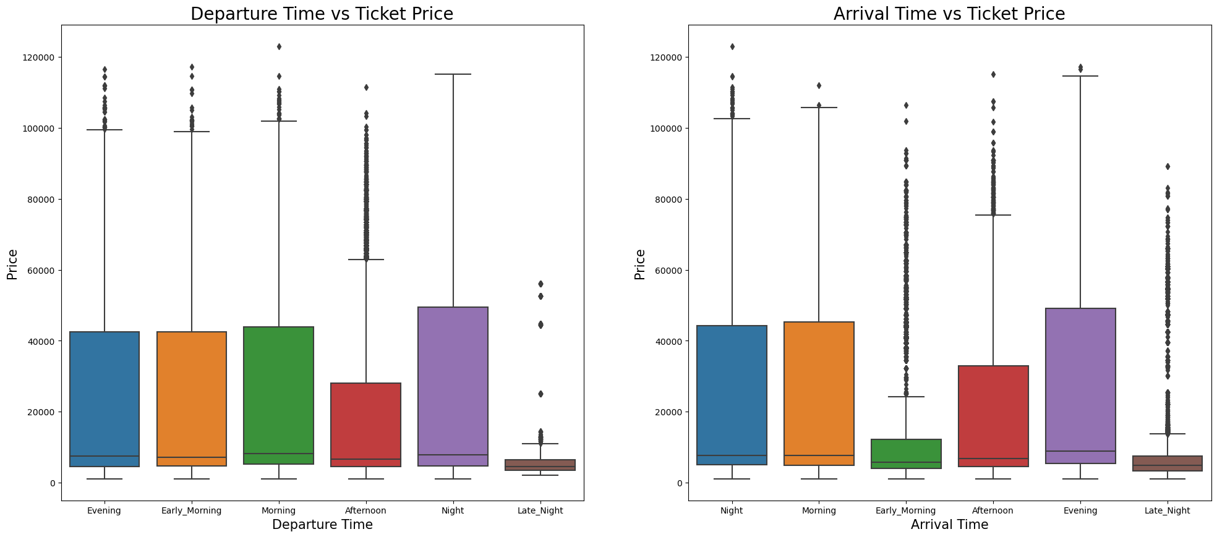 Departure Time vs Ticket Price
120000
100000
80000
60000
40000
20000
0
Price
Evening Early_Morning Morning Afternoon Night Late_Night
Departure Time
Arrival Time vs Ticket Price
120000
100000
80000
60000
40000
20000
0
Price
Night Morning Early_Morning Afternoon Evening Late_Night
Arrival Time